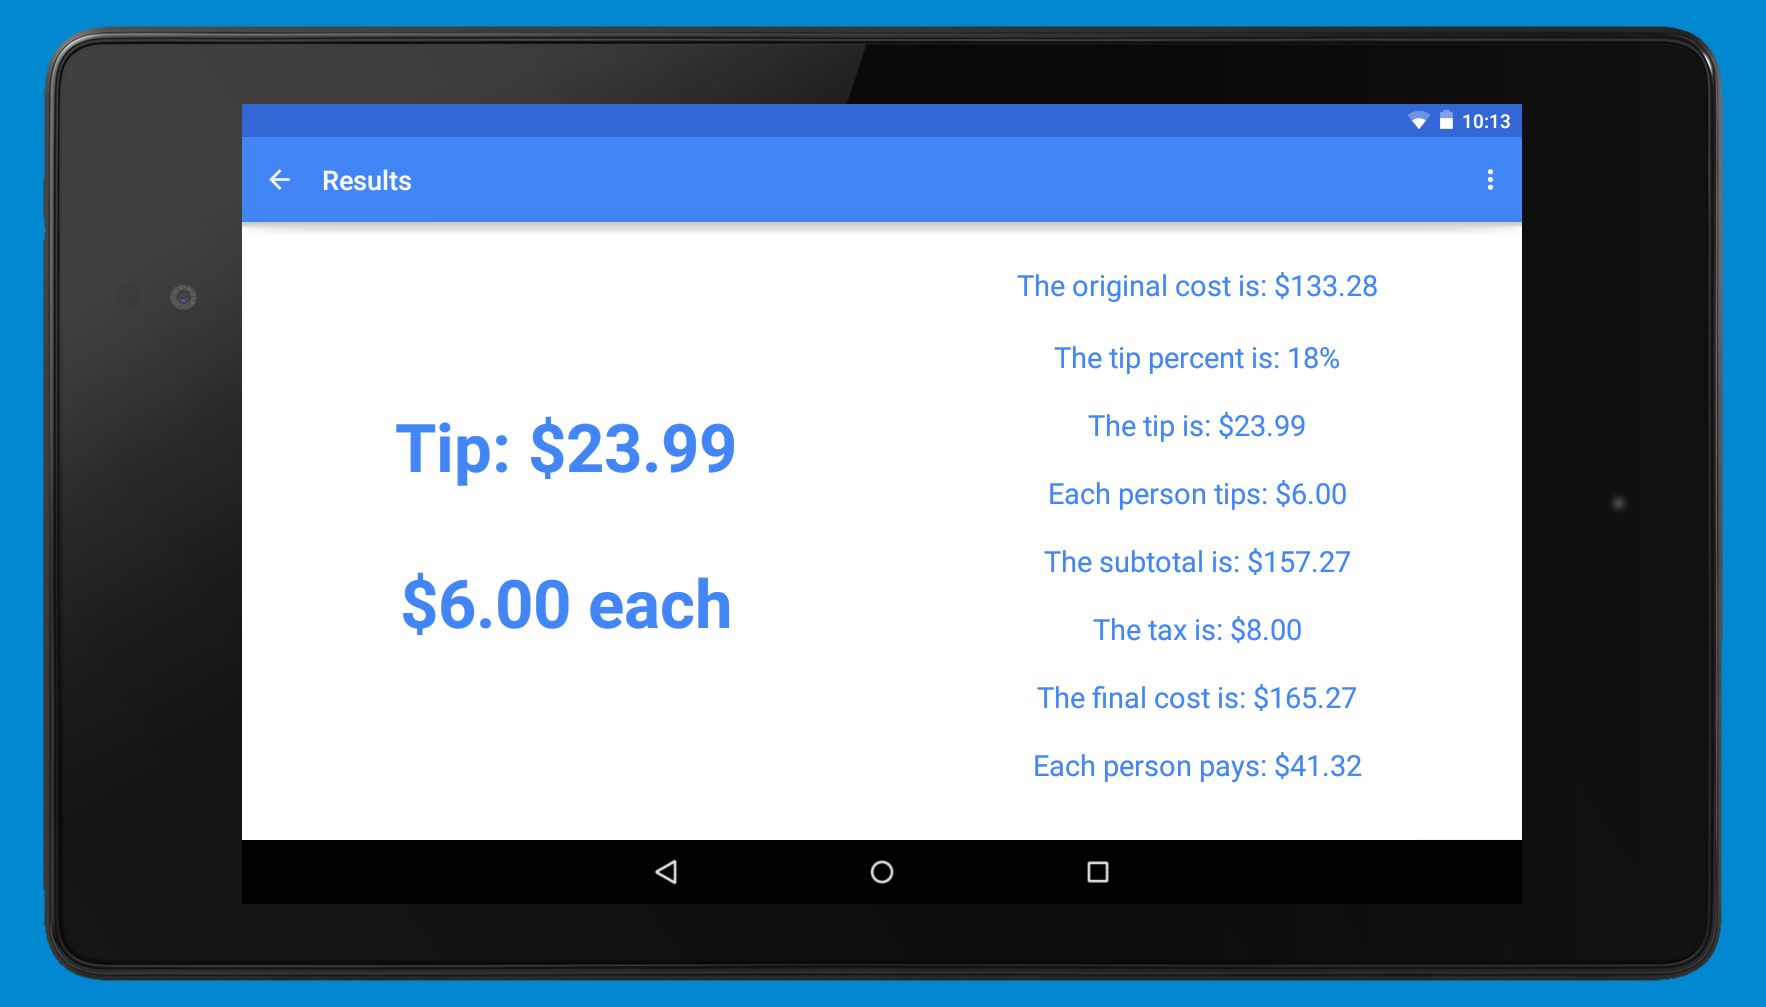 10:13
Results
Tip: $23.99
$6.00 each
The original cost is: $133.28
The tip percent is: 18%
The tip is: $23.99
Each person tips: $6.00
The subtotal is: $157.27
The tax is: $8.00
The final cost is: $165.27
Each person pays: $41.32